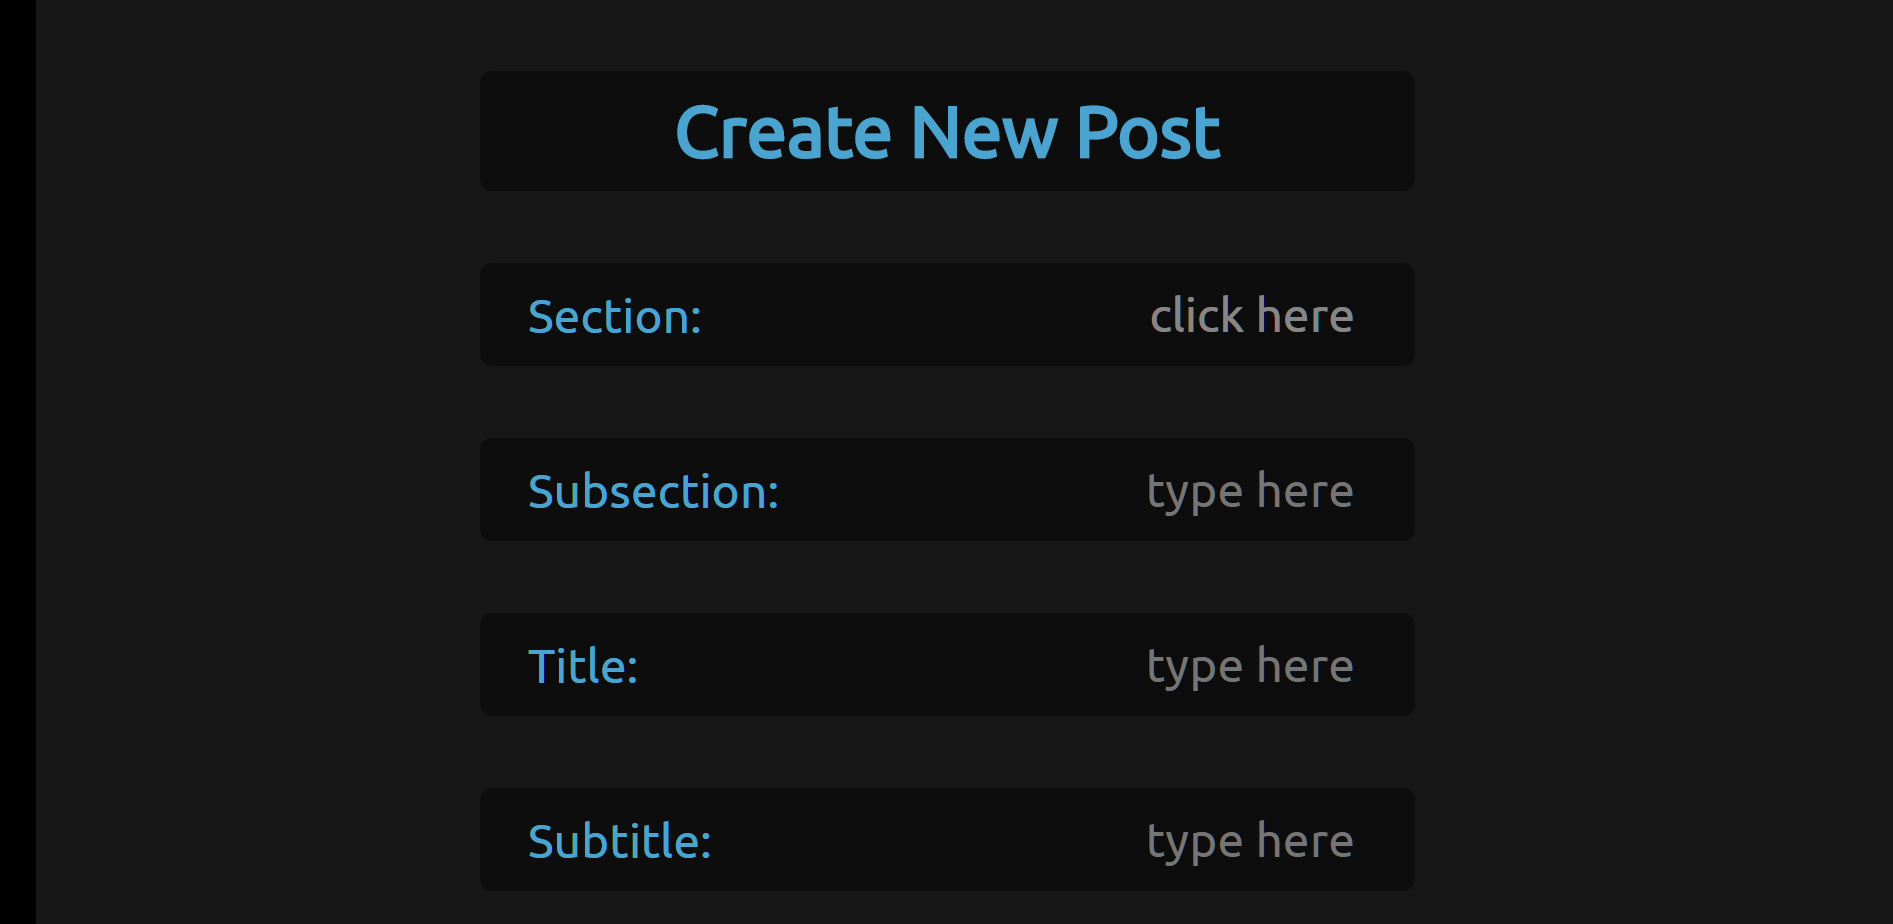 Create New Post
Section: click here
Subsection: type here
Title: type here
Subtitle: type here